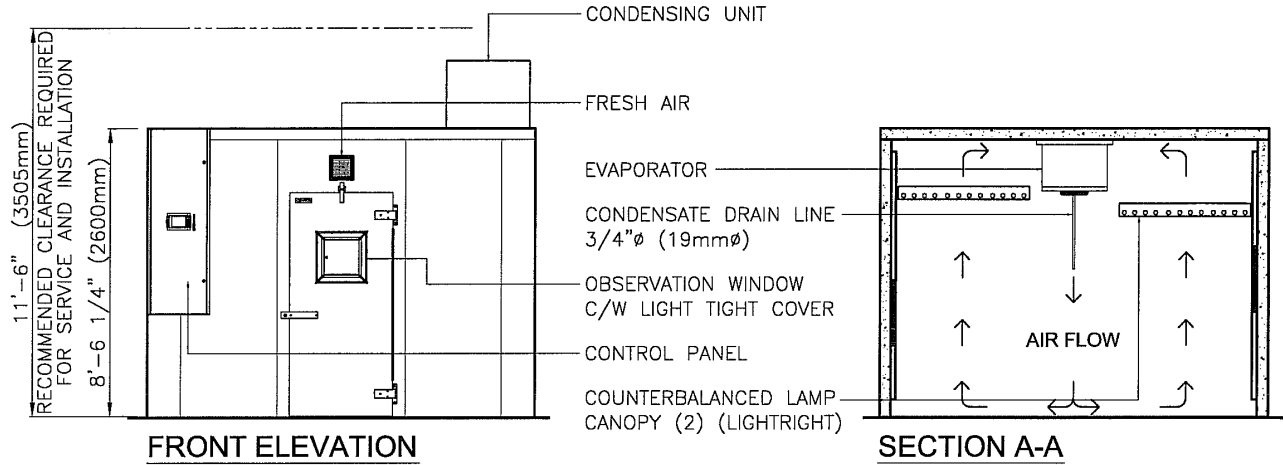 11'-6" (3505mm)
RECOMMENDED CLEARANCE REQUIRED
FOR SERVICE AND INSTALLATION
8'-6 1/4" (2600mm)
CONDENSING UNIT
FRESH AIR
EVAPORATOR
CONDENSATE DRAIN LINE
3/4"ø (19mmø)
OBSERVATION WINDOW
C/W LIGHT TIGHT COVER
CONTROL PANEL
COUNTERBALANCED LAMP
CANOPY (2) (LIGHTRIGHT)
AIR FLOW
FRONT ELEVATION
SECTION A-A